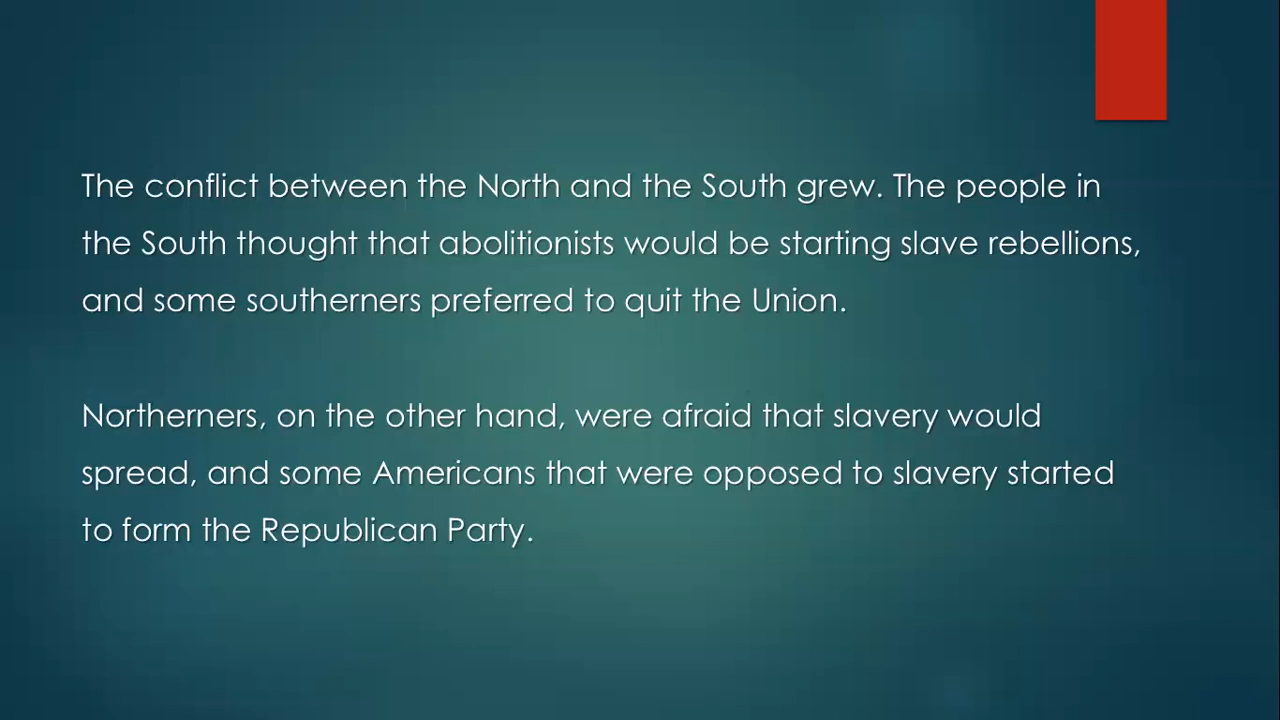 The conflict between the North and the South grew. The people in
the South thought that abolitionists would be starting slave rebellions,
and some southerners preferred to quit the Union.
Northerners, on the other hand, were afraid that slavery would
spread, and some Americans that were opposed to slavery started
to form the Republican Party.